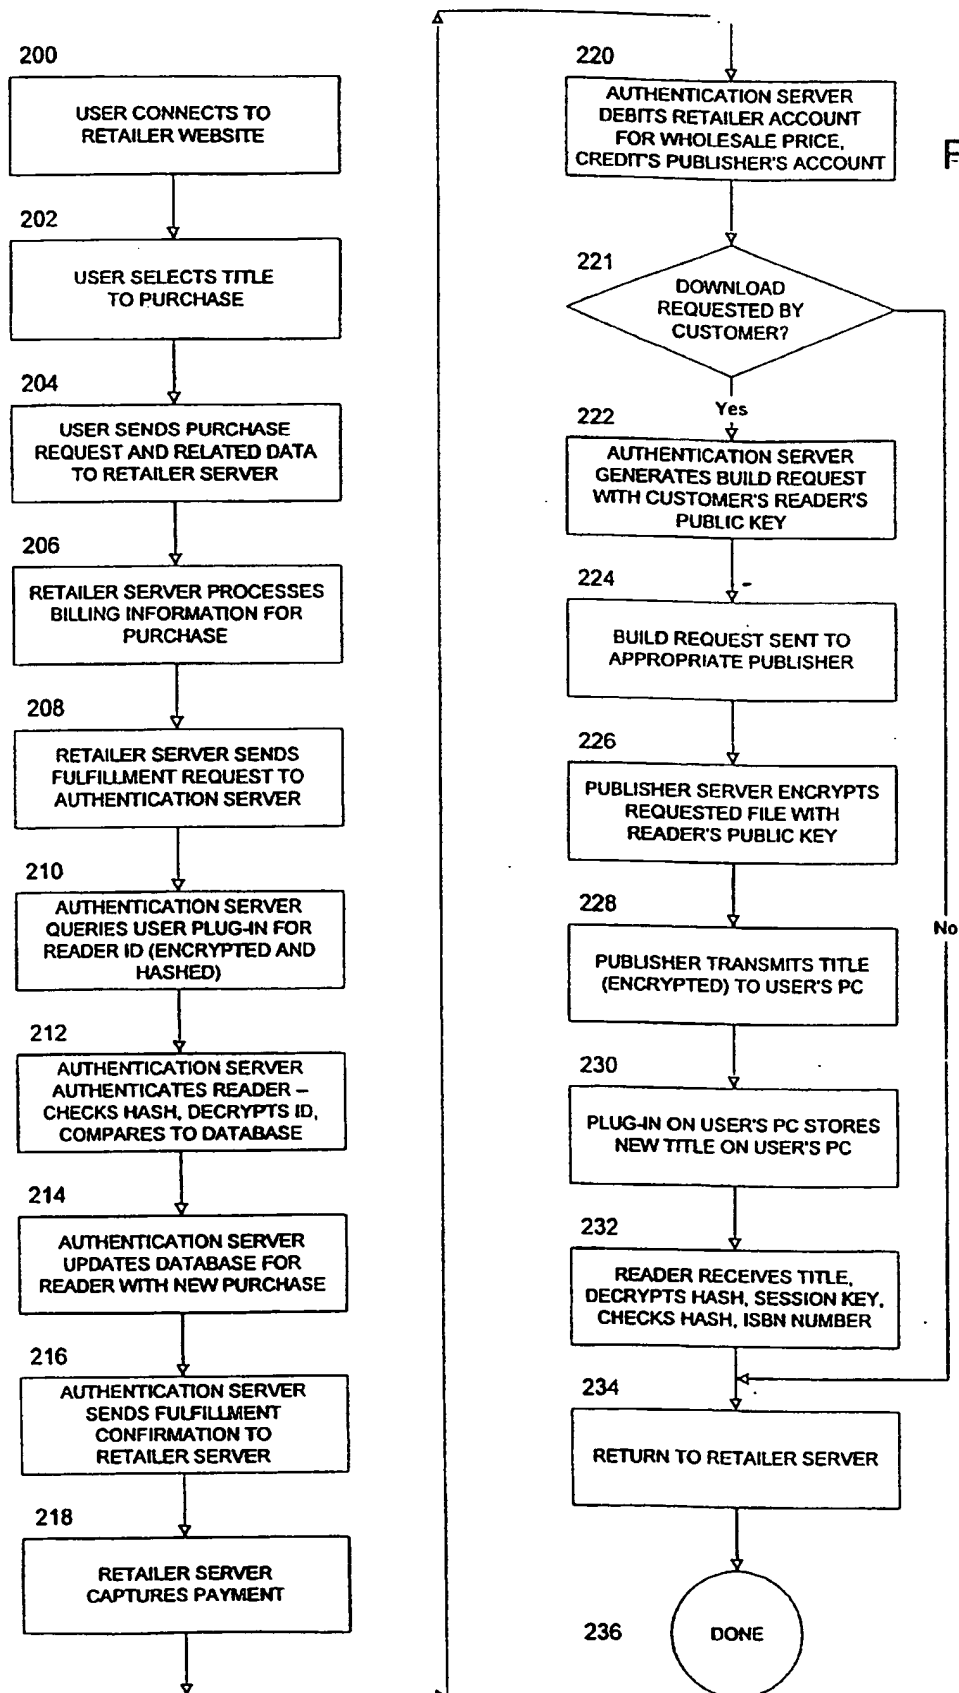 200
USER CONNECTS TO
RETAILER WEBSITE
202
USER SELECTS TITLE
TO PURCHASE
204
USER SENDS PURCHASE
REQUEST AND RELATED DATA
TO RETAILER SERVER
206
RETAILER SERVER PROCESSES
BILLING INFORMATION FOR
PURCHASE
208
RETAILER SERVER SENDS
FULFILLMENT REQUEST TO
AUTHENTICATION SERVER
210
AUTHENTICATION SERVER
QUERIES USER PLUG-IN FOR
READER ID (ENCRYPTED AND
HASHED)
212
AUTHENTICATION SERVER
AUTHENTICATES READER –
CHECKS HASH, DECRYPTS ID,
COMPARES TO DATABASE
214
AUTHENTICATION SERVER
UPDATES DATABASE FOR
READER WITH NEW PURCHASE
216
AUTHENTICATION SERVER
SENDS FULFILLMENT
CONFIRMATION TO
RETAILER SERVER
218
RETAILER SERVER
CAPTURES PAYMENT
220
AUTHENTICATION SERVER
DEBITS RETAILER ACCOUNT
FOR WHOLESALE PRICE,
CREDIT'S PUBLISHER'S ACCOUNT
F
221
DOWNLOAD
REQUESTED BY
CUSTOMER?
Yes
222
AUTHENTICATION SERVER
GENERATES BUILD REQUEST
WITH CUSTOMER'S READER'S
PUBLIC KEY
224
BUILD REQUEST SENT TO
APPROPRIATE PUBLISHER
226
PUBLISHER SERVER ENCRYPTS
REQUESTED FILE WITH
READER'S PUBLIC KEY
228
No
PUBLISHER TRANSMITS TITLE
(ENCRYPTED) TO USER'S PC
230
PLUG-IN ON USER'S PC STORES
NEW TITLE ON USER'S PC
232
READER RECEIVES TITLE,
DECRYPTS HASH, SESSION KEY,
CHECKS HASH, ISBN NUMBER
234
RETURN TO RETAILER SERVER
236
DONE